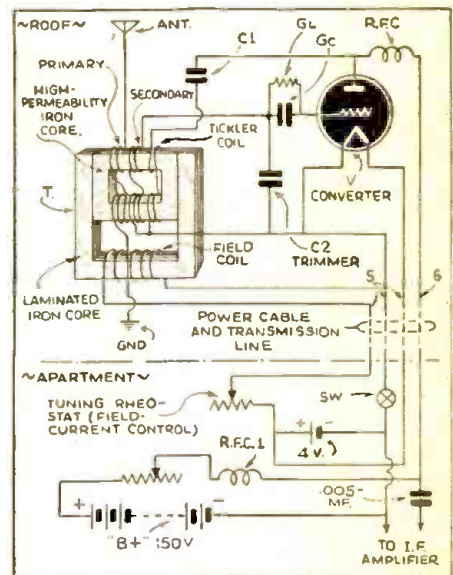 ~ROOF~
ANT.
C1
GL
GC
R.F.C.
PRIMARY
HIGH-
PERMEABILITY
IRON
CORE.
SECONDARY
TICKLER
COIL
T.
V
CONVERTER
FIELD
COIL
C2
TRIMMER
5
6
LAMINATED
IRON CORE
GND
POWER CABLE
AND TRANSMISSION
LINE
~APARTMENT~
TUNING RHEO-
STAT (FIELD-
CURRENT CONTROL)
SW
+ -
4 V.
R.F.C.1
.005-
MF.
+ -
"B+" 150V
TO I.F.
AMPLIFIER